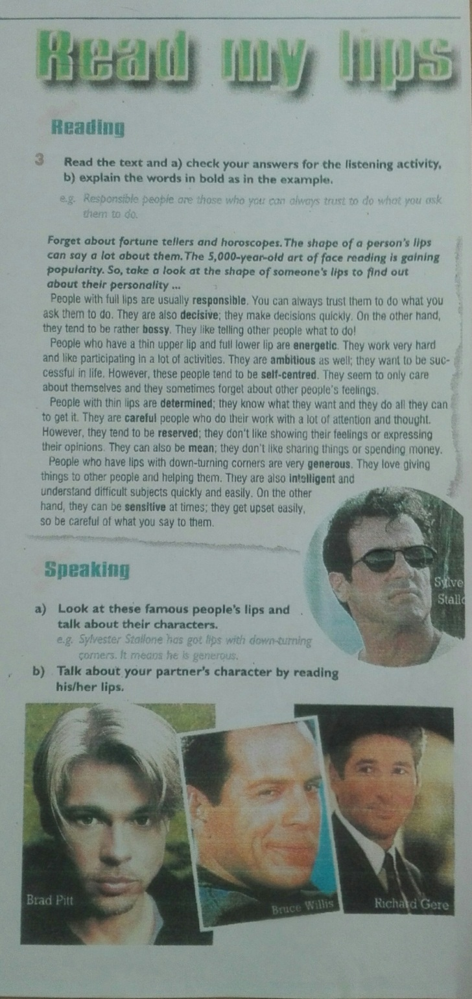 Read my lips
Reading
3 Read the text and a) check your answers for the listening activity,
b) explain the words in bold as in the example.
e.g. Responsible people are those who you can always trust to do what you ask
them to do.
Forget about fortune tellers and horoscopes. The shape of a person's lips
can say a lot about them. The 5,000-year-old art of face reading is gaining
popularity. So, take a look at the shape of someone's lips to find out
about their personality ...
People with full lips are usually responsible. You can always trust them to do what you
ask them to do. They are also decisive; they make decisions quickly. On the other hand,
they tend to be rather bossy. They like telling other people what to do!
People who have a thin upper lip and full lower lip are energetic. They work very hard
and like participating in a lot of activities. They are ambitious as well; they want to be suc-
cessful in life. However, these people tend to be self-centred. They seem to only care
about themselves and they sometimes forget about other people's feelings.
People with thin lips are determined; they know what they want and they do all they can
to get it. They are careful people who do their work with a lot of attention and thought.
However, they tend to be reserved; they don't like showing their feelings or expressing
their opinions. They can also be mean; they don't like sharing things or spending money.
People who have lips with down-turning corners are very generous. They love giving
things to other people and helping them. They are also intelligent and
understand difficult subjects quickly and easily. On the other
hand, they can be sensitive at times; they get upset easily,
so be careful of what you say to them.
Sylve
Stallo
Speaking
a) Look at these famous people's lips and
talk about their characters.
e.g. Sylvester Stallone has got lips with down-turning
corners. It means he is generous.
b) Talk about your partner's character by reading
his/her lips.
Brad Pitt
Bruce Willis
Richard Gere